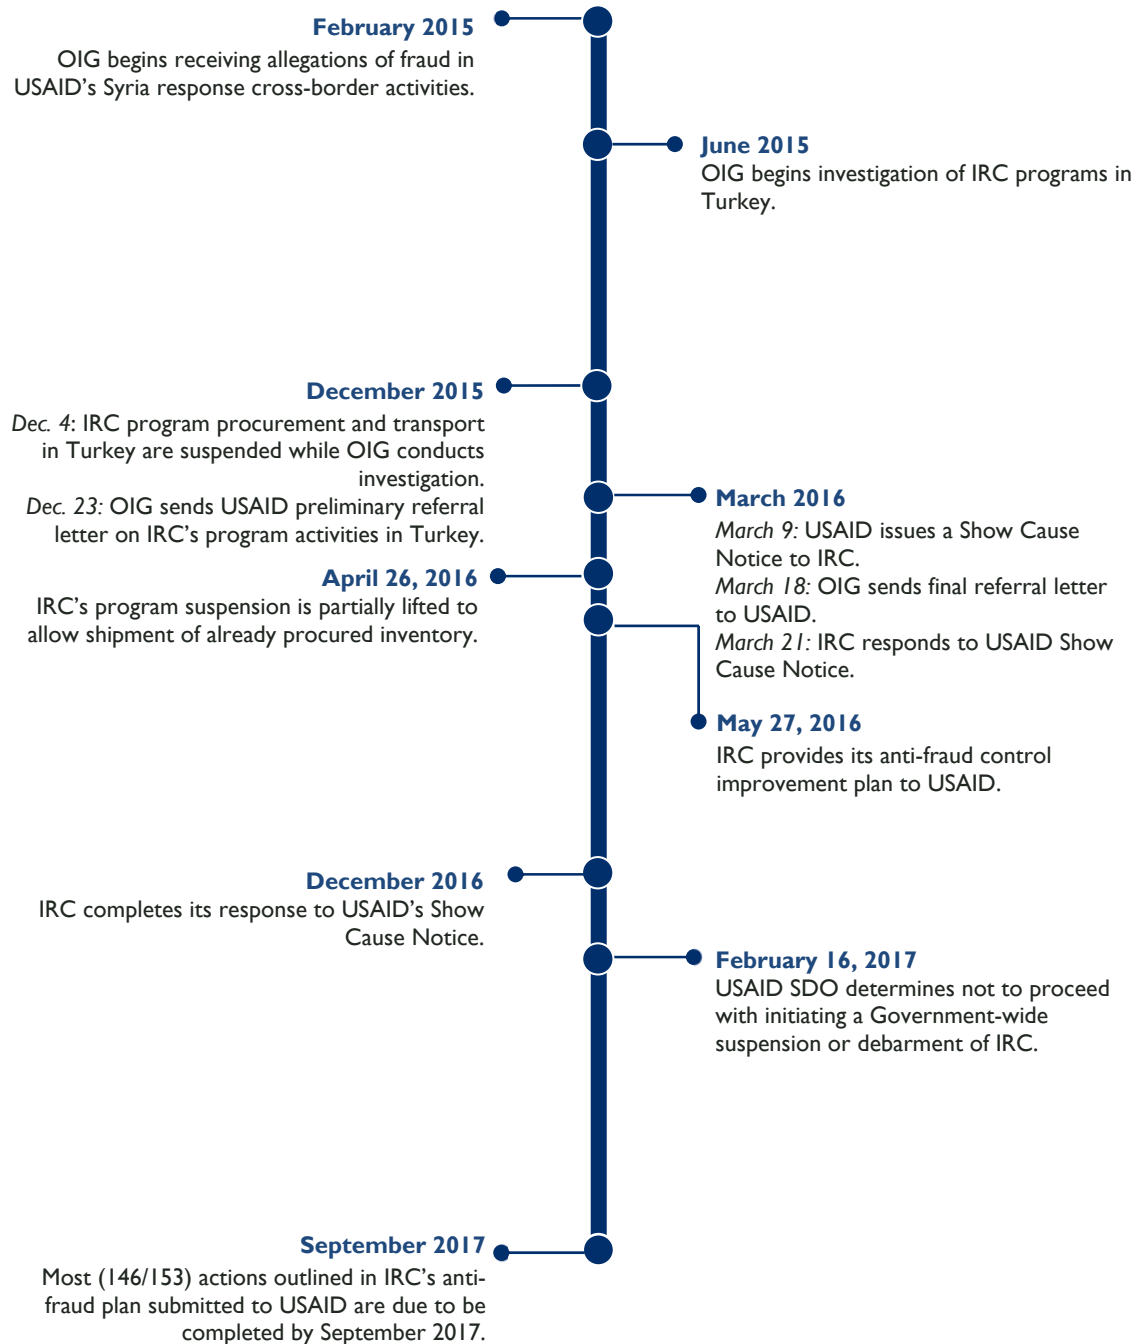 February 2015
OIG begins receiving allegations of fraud in
USAID's Syria response cross-border activities.
June 2015
OIG begins investigation of IRC programs in
Turkey.
December 2015
Dec. 4: IRC program procurement and transport
in Turkey are suspended while OIG conducts
investigation.
Dec. 23: OIG sends USAID preliminary referral
letter on IRC's program activities in Turkey.
March 2016
March 9: USAID issues a Show Cause
Notice to IRC.
March 18: OIG sends final referral letter
to USAID.
March 21: IRC responds to USAID Show
Cause Notice.
April 26, 2016
IRC's program suspension is partially lifted to
allow shipment of already procured inventory.
May 27, 2016
IRC provides its anti-fraud control
improvement plan to USAID.
December 2016
IRC completes its response to USAID's Show
Cause Notice.
February 16, 2017
USAID SDO determines not to proceed
with initiating a Government-wide
suspension or debarment of IRC.
September 2017
Most (146/153) actions outlined in IRC's anti-
fraud plan submitted to USAID are due to be
completed by September 2017.